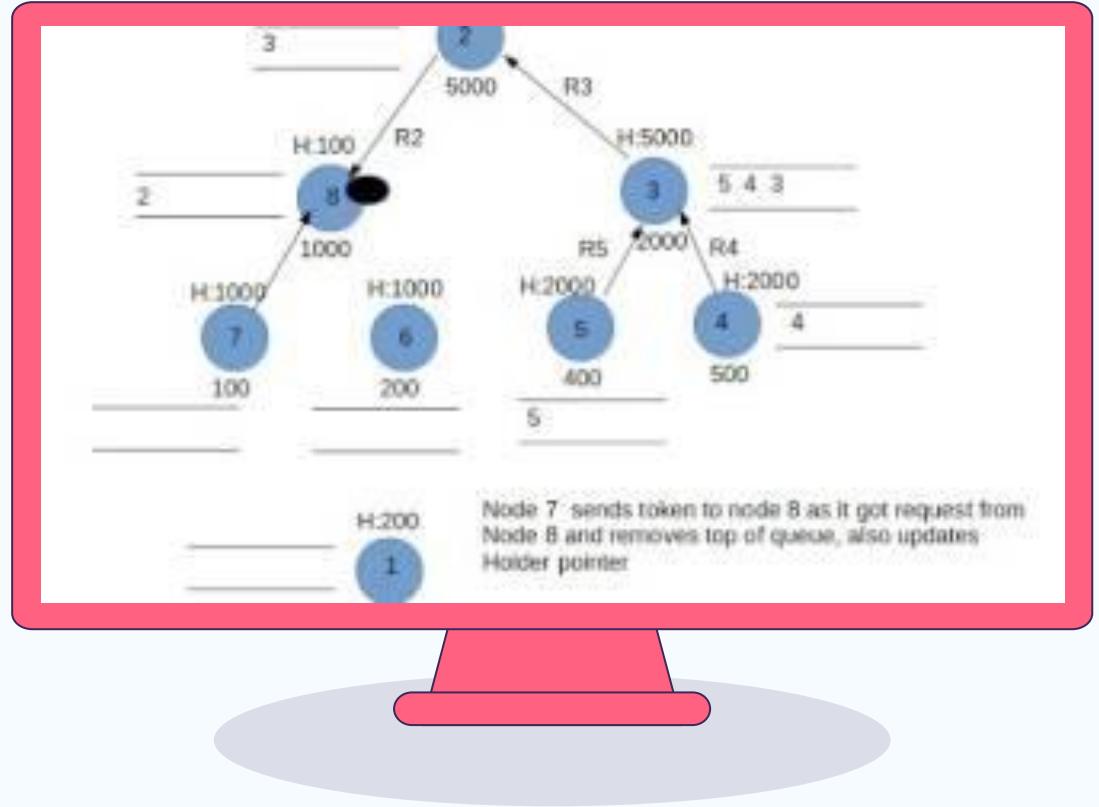 3
2
5000
R3
H:100
R2
H:5000
2
8
3
5 4 3
1000
R5
2000
R4
H:1000
H:1000
H:2000
H:2000
7
6
5
4
4
100
200
400
500
5
Node 7 sends token to node 8 as it got request from
H:200
Node 8 and removes top of queue, also updates
Holder pointer
1